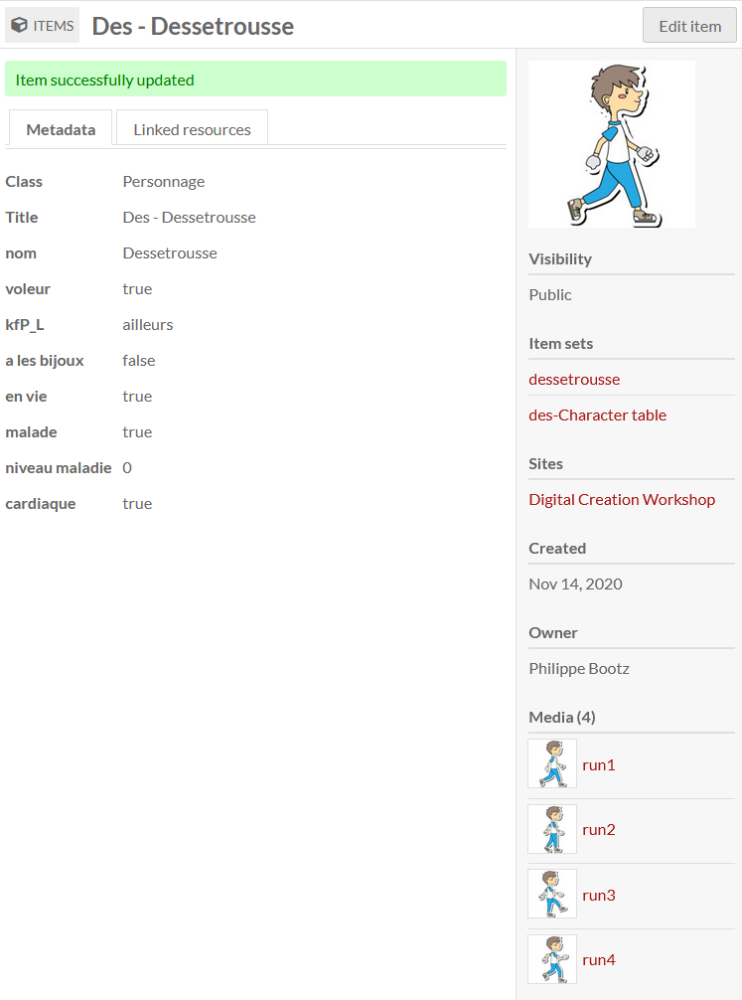 ITEMS Des - Dessetrousse Edit item
Item successfully updated
Metadata Linked resources
Class Personnage
Title Des - Dessetrousse
nom Dessetrousse
voleur true
kfP_L ailleurs
a les bijoux false
en vie true
malade true
niveau maladie 0
cardiaque true
Visibility
Public
Item sets
dessetrousse
des-Character table
Sites
Digital Creation Workshop
Created
Nov 14, 2020
Owner
Philippe Bootz
Media (4)
run1
run2
run3
run4